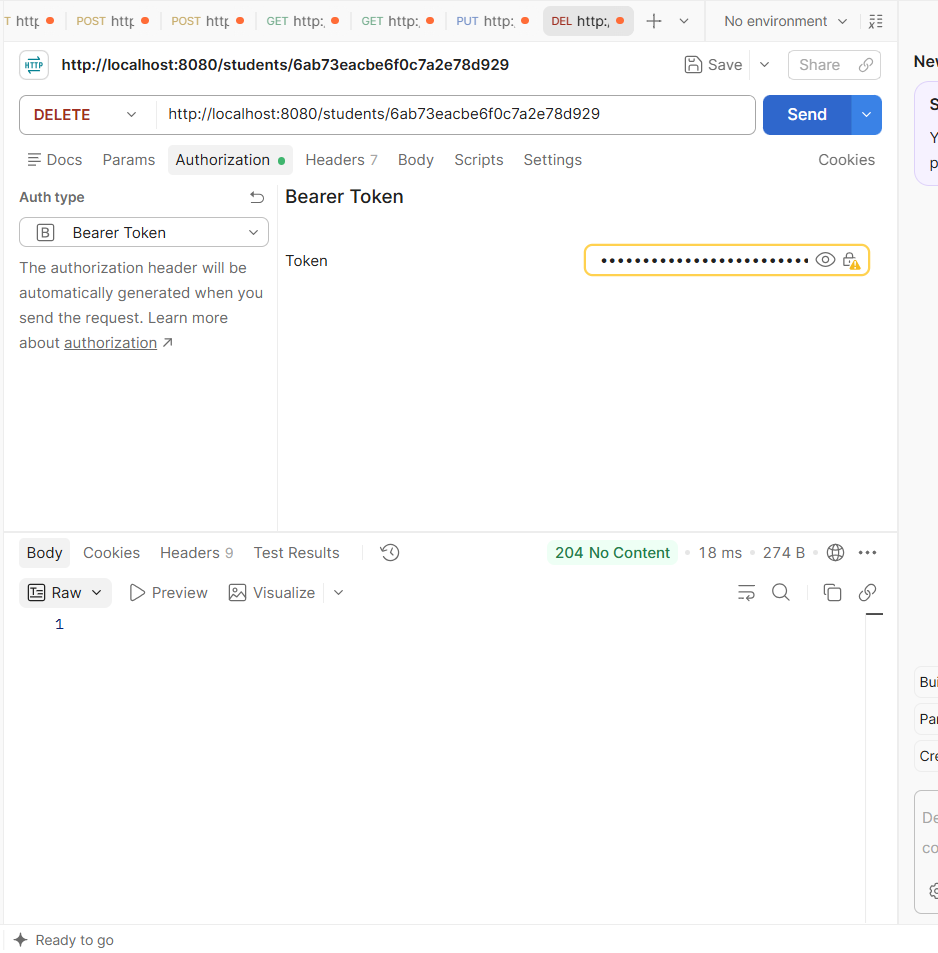 T http POST http GET http: GET http: PUT http: DEL http: No environment
HTTP http://localhost:8080/students/6ab73eacbe6f0c7a2e78d929 Save Share
New
DELETE http://localhost:8080/students/6ab73eacbe6f0c7a2e78d929 Send
Docs Params Authorization Headers 7 Body Scripts Settings Cookies
Auth type
Bearer Token
B Bearer Token
Token
The authorization header will be
automatically generated when you
send the request. Learn more
about authorization ↗
Body Cookies Headers 9 Test Results 204 No Content • 18 ms • 274 B
Raw Preview Visualize
1
Bui
Par
Cre
De
co
Ready to go